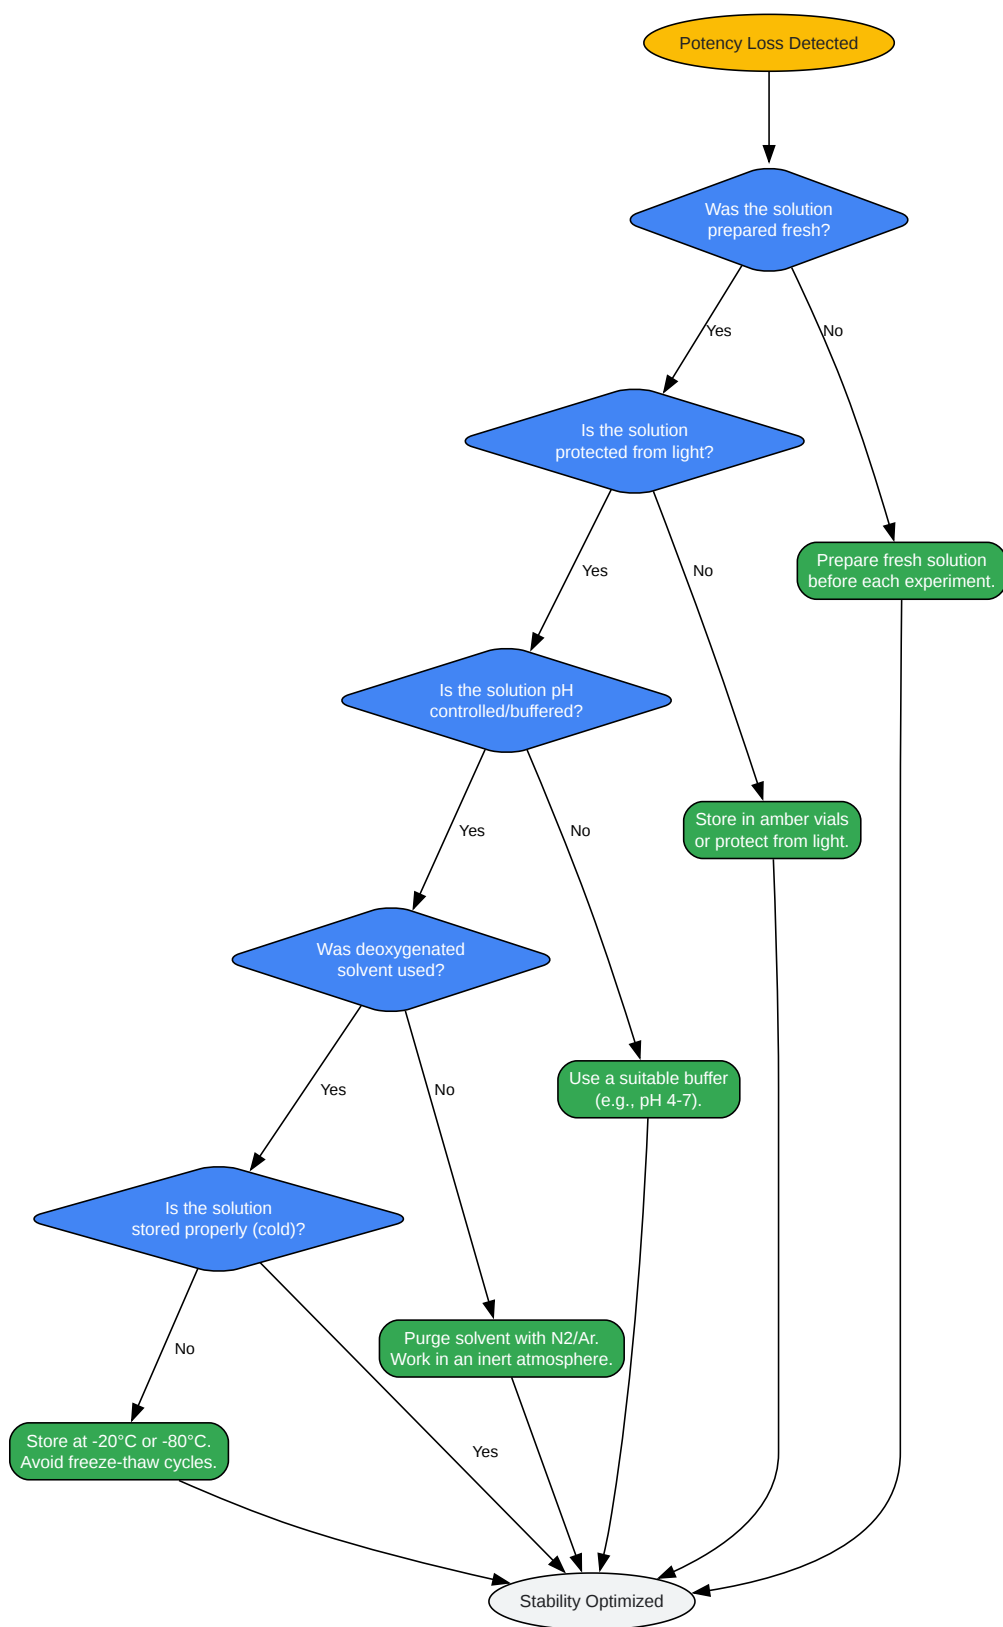 Potency Loss Detected
Was the solution
prepared fresh?
Yes
No
Is the solution
protected from light?
Prepare fresh solution
before each experiment.
Yes
No
Is the solution pH
controlled/buffered?
Store in amber vials
or protect from light.
Yes
No
Was deoxygenated
solvent used?
Use a suitable buffer
(e.g., pH 4-7).
Yes
No
Is the solution
stored properly (cold)?
Purge solvent with N2/Ar.
Work in an inert atmosphere.
No
Yes
Store at -20°C or -80°C.
Avoid freeze-thaw cycles.
Stability Optimized